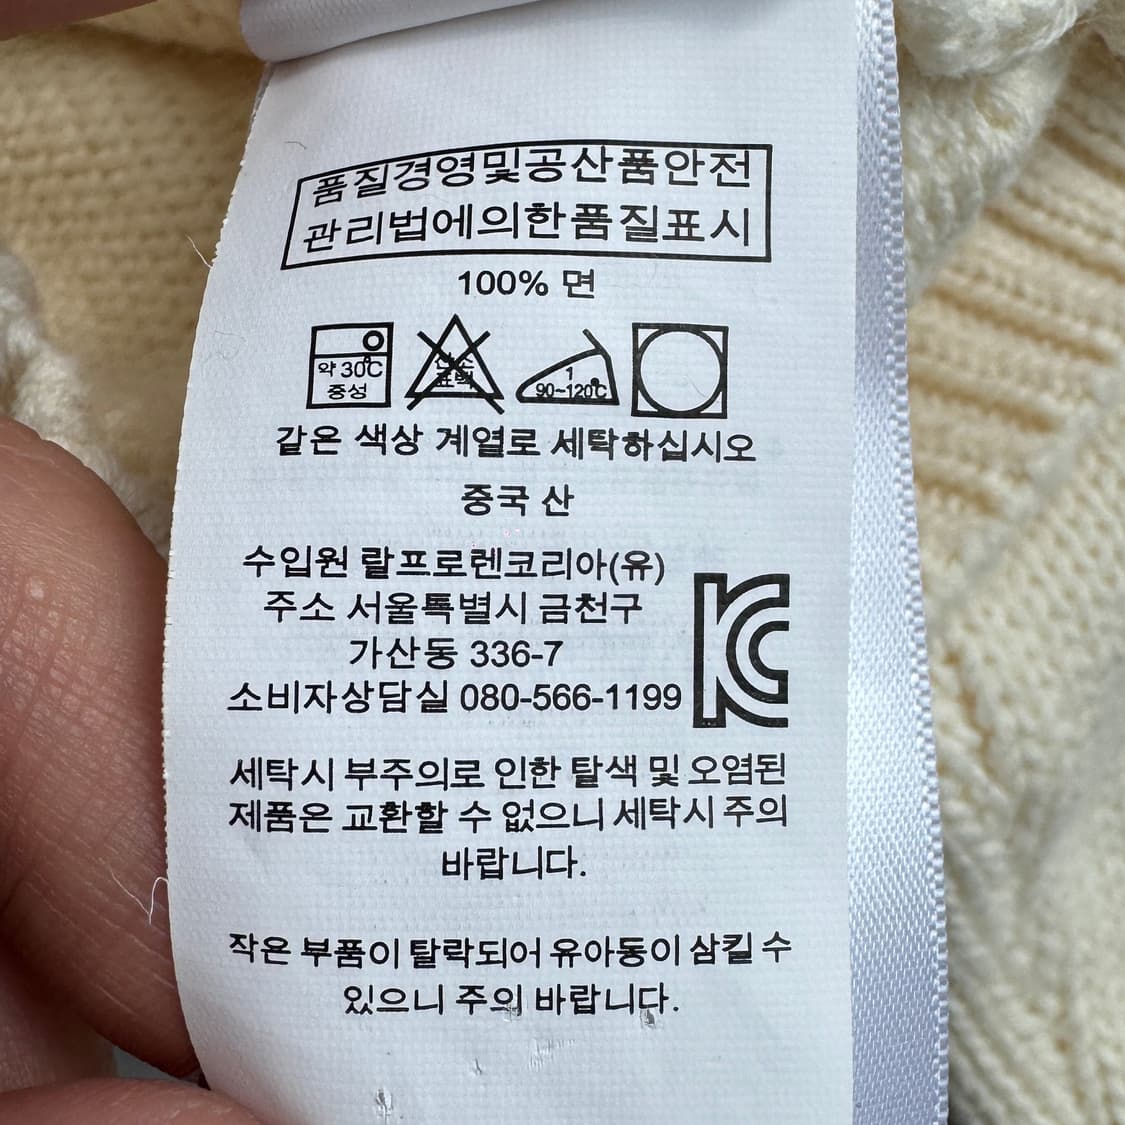 품질경영및공산품안전
관리법에의한품질표시
100% 면
약 30℃
중성
산소
표백
1
90~120℃
같은 색상 계열로 세탁하십시오
중국 산
수입원 랄프로렌코리아(유)
주소 서울특별시 금천구
가산동 336-7
소비자상담실 080-566-1199
세탁시 부주의로 인한 탈색 및 오염된
제품은 교환할 수 없으니 세탁시 주의
바랍니다.
작은 부품이 탈락되어 유아동이 삼킬 수
있으니 주의 바랍니다.